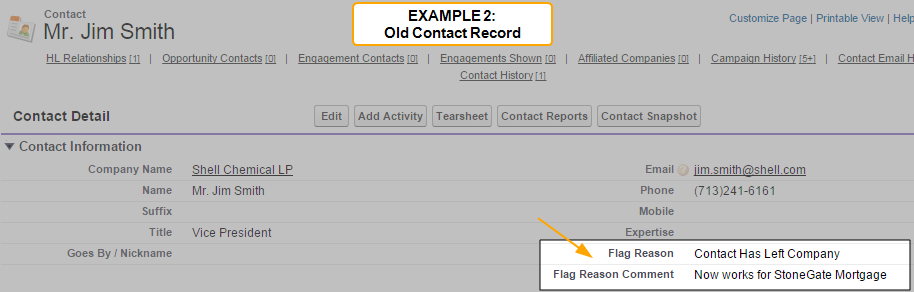 Contact
Mr. Jim Smith
EXAMPLE 2:
Old Contact Record
Customize Page | Printable View | Help
HL Relationships [1] | Opportunity Contacts [0] | Engagement Contacts [0] | Engagements Shown [0] | Affiliated Companies [0] | Campaign History [5+] | Contact Email H
Contact History [1]
Contact Detail Edit Add Activity Tearsheet Contact Reports Contact Snapshot
Contact Information
Company Name Shell Chemical LP Email jim.smith@shell.com
Name Mr. Jim Smith Phone (713)241-6161
Suffix Mobile
Title Vice President Expertise
Goes By / Nickname Flag Reason Contact Has Left Company
Flag Reason Comment Now works for StoneGate Mortgage